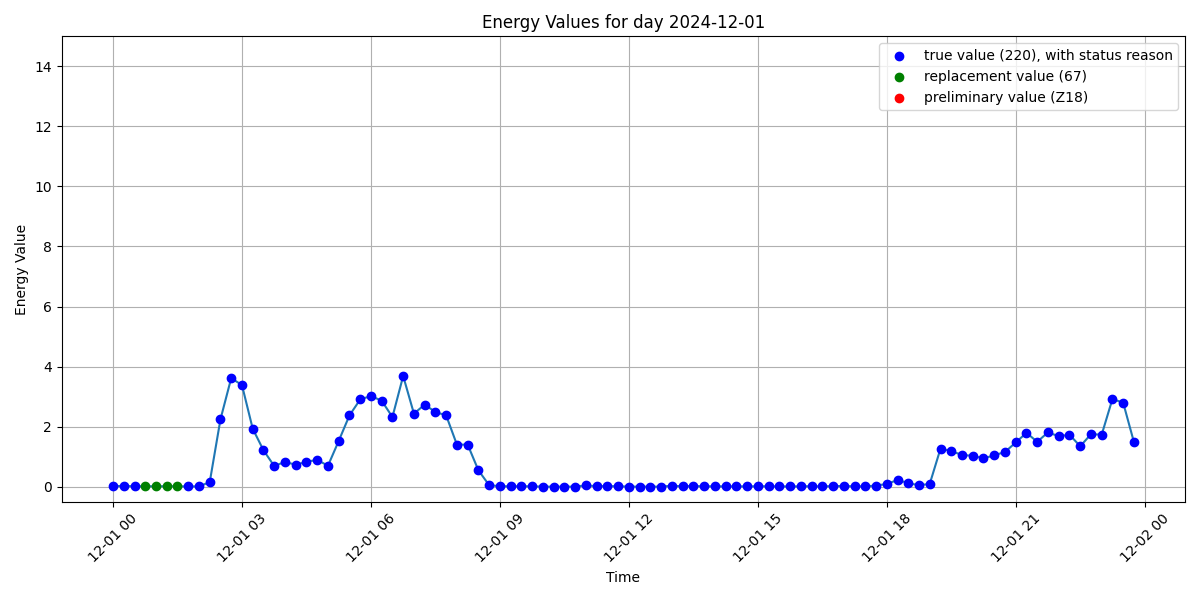 Energy Values for day 2024-12-01
true value (220), with status reason
replacement value (67)
preliminary value (Z18)
Energy Value
14
12
10
8
6
4
2
0
12-01 00
12-01 03
12-01 06
12-01 09
12-01 12
12-01 15
12-01 18
12-01 21
12-02 00
Time